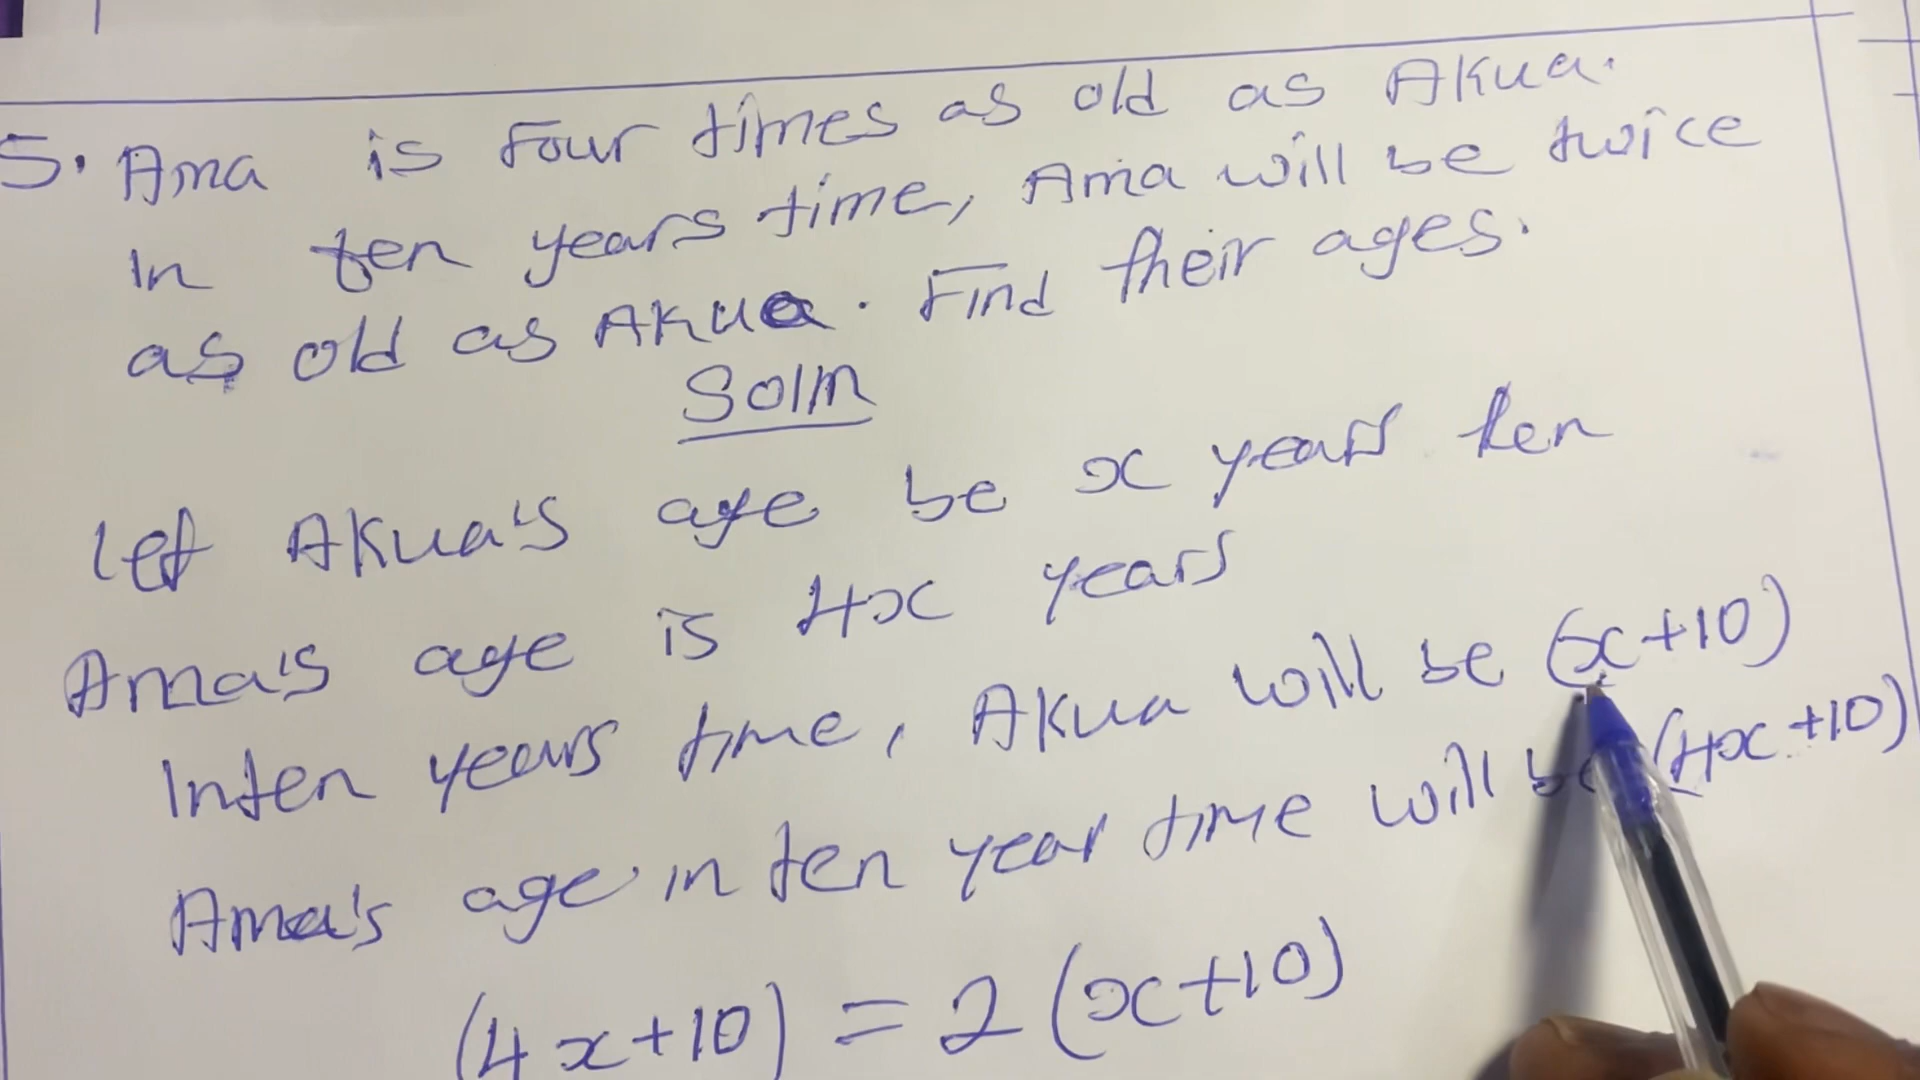 5. Ama is Four times as old as Akua.
In ten years time, Ama will be twice
as old as Akua. Find their ages.
Soln
Let Akua's age be x years ten
Ama's age is 4x years
Inten years time, Akua will be (x+10)
Ama's age in ten year time will be (4x+10)
(4x+10) = 2(x+10)